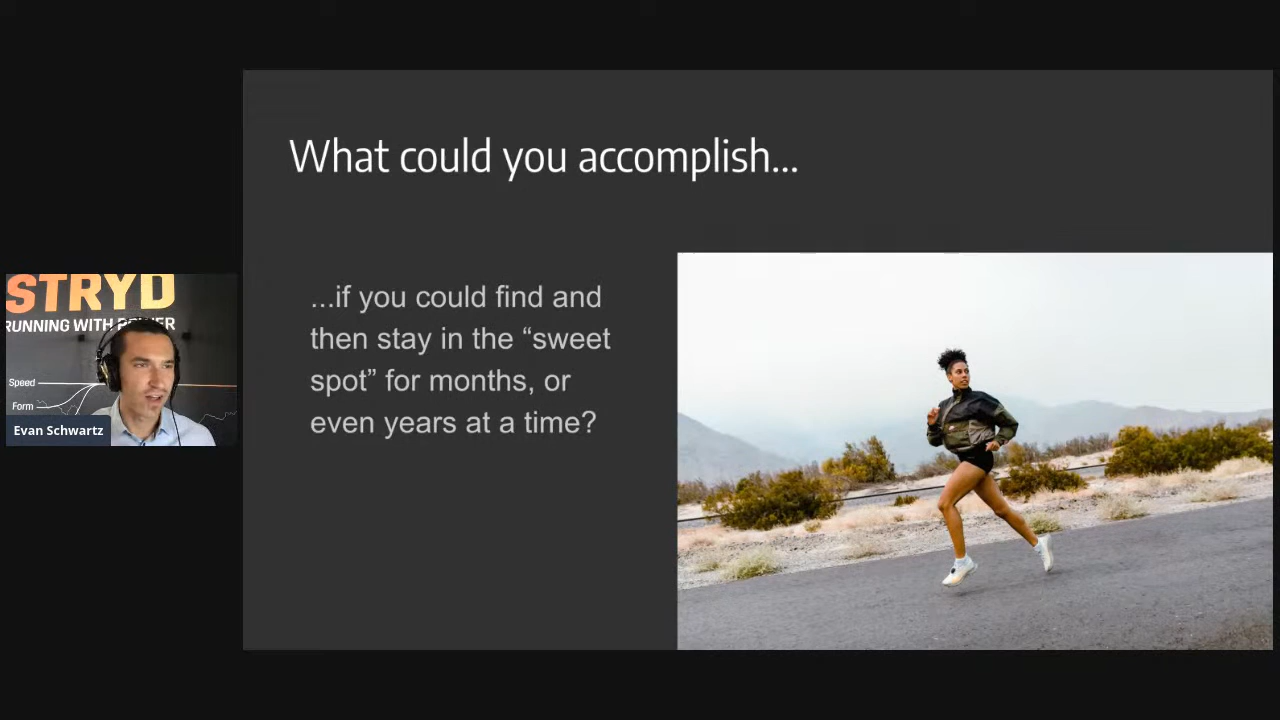 What could you accomplish...
...if you could find and
then stay in the “sweet
spot” for months, or
even years at a time?
STRYD
RUNNING WITH POWER
Speed
Form
Evan Schwartz